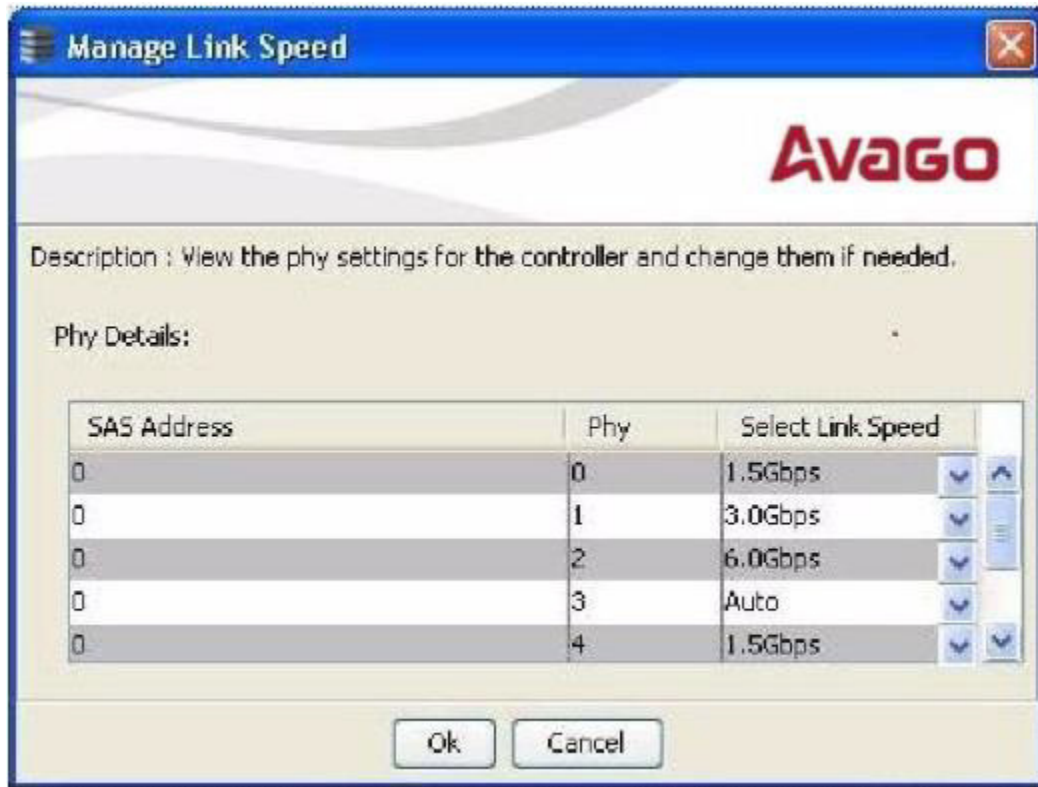 Manage Link Speed
AVAGO
Description : View the phy settings for the controller and change them if needed.
Phy Details:
SAS Address Phy Select Link Speed
0 0 1.5Gbps
0 1 3.0Gbps
0 2 6.0Gbps
0 3 Auto
0 4 1.5Gbps
Ok Cancel